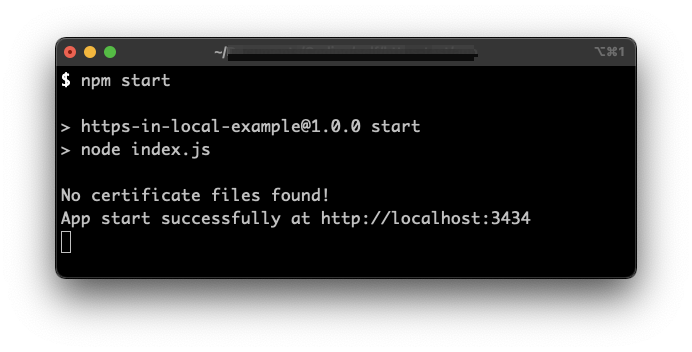 ~/
⌥⌘1
$ npm start
> https-in-local-example@1.0.0 start
> node index.js
No certificate files found!
App start successfully at http://localhost:3434